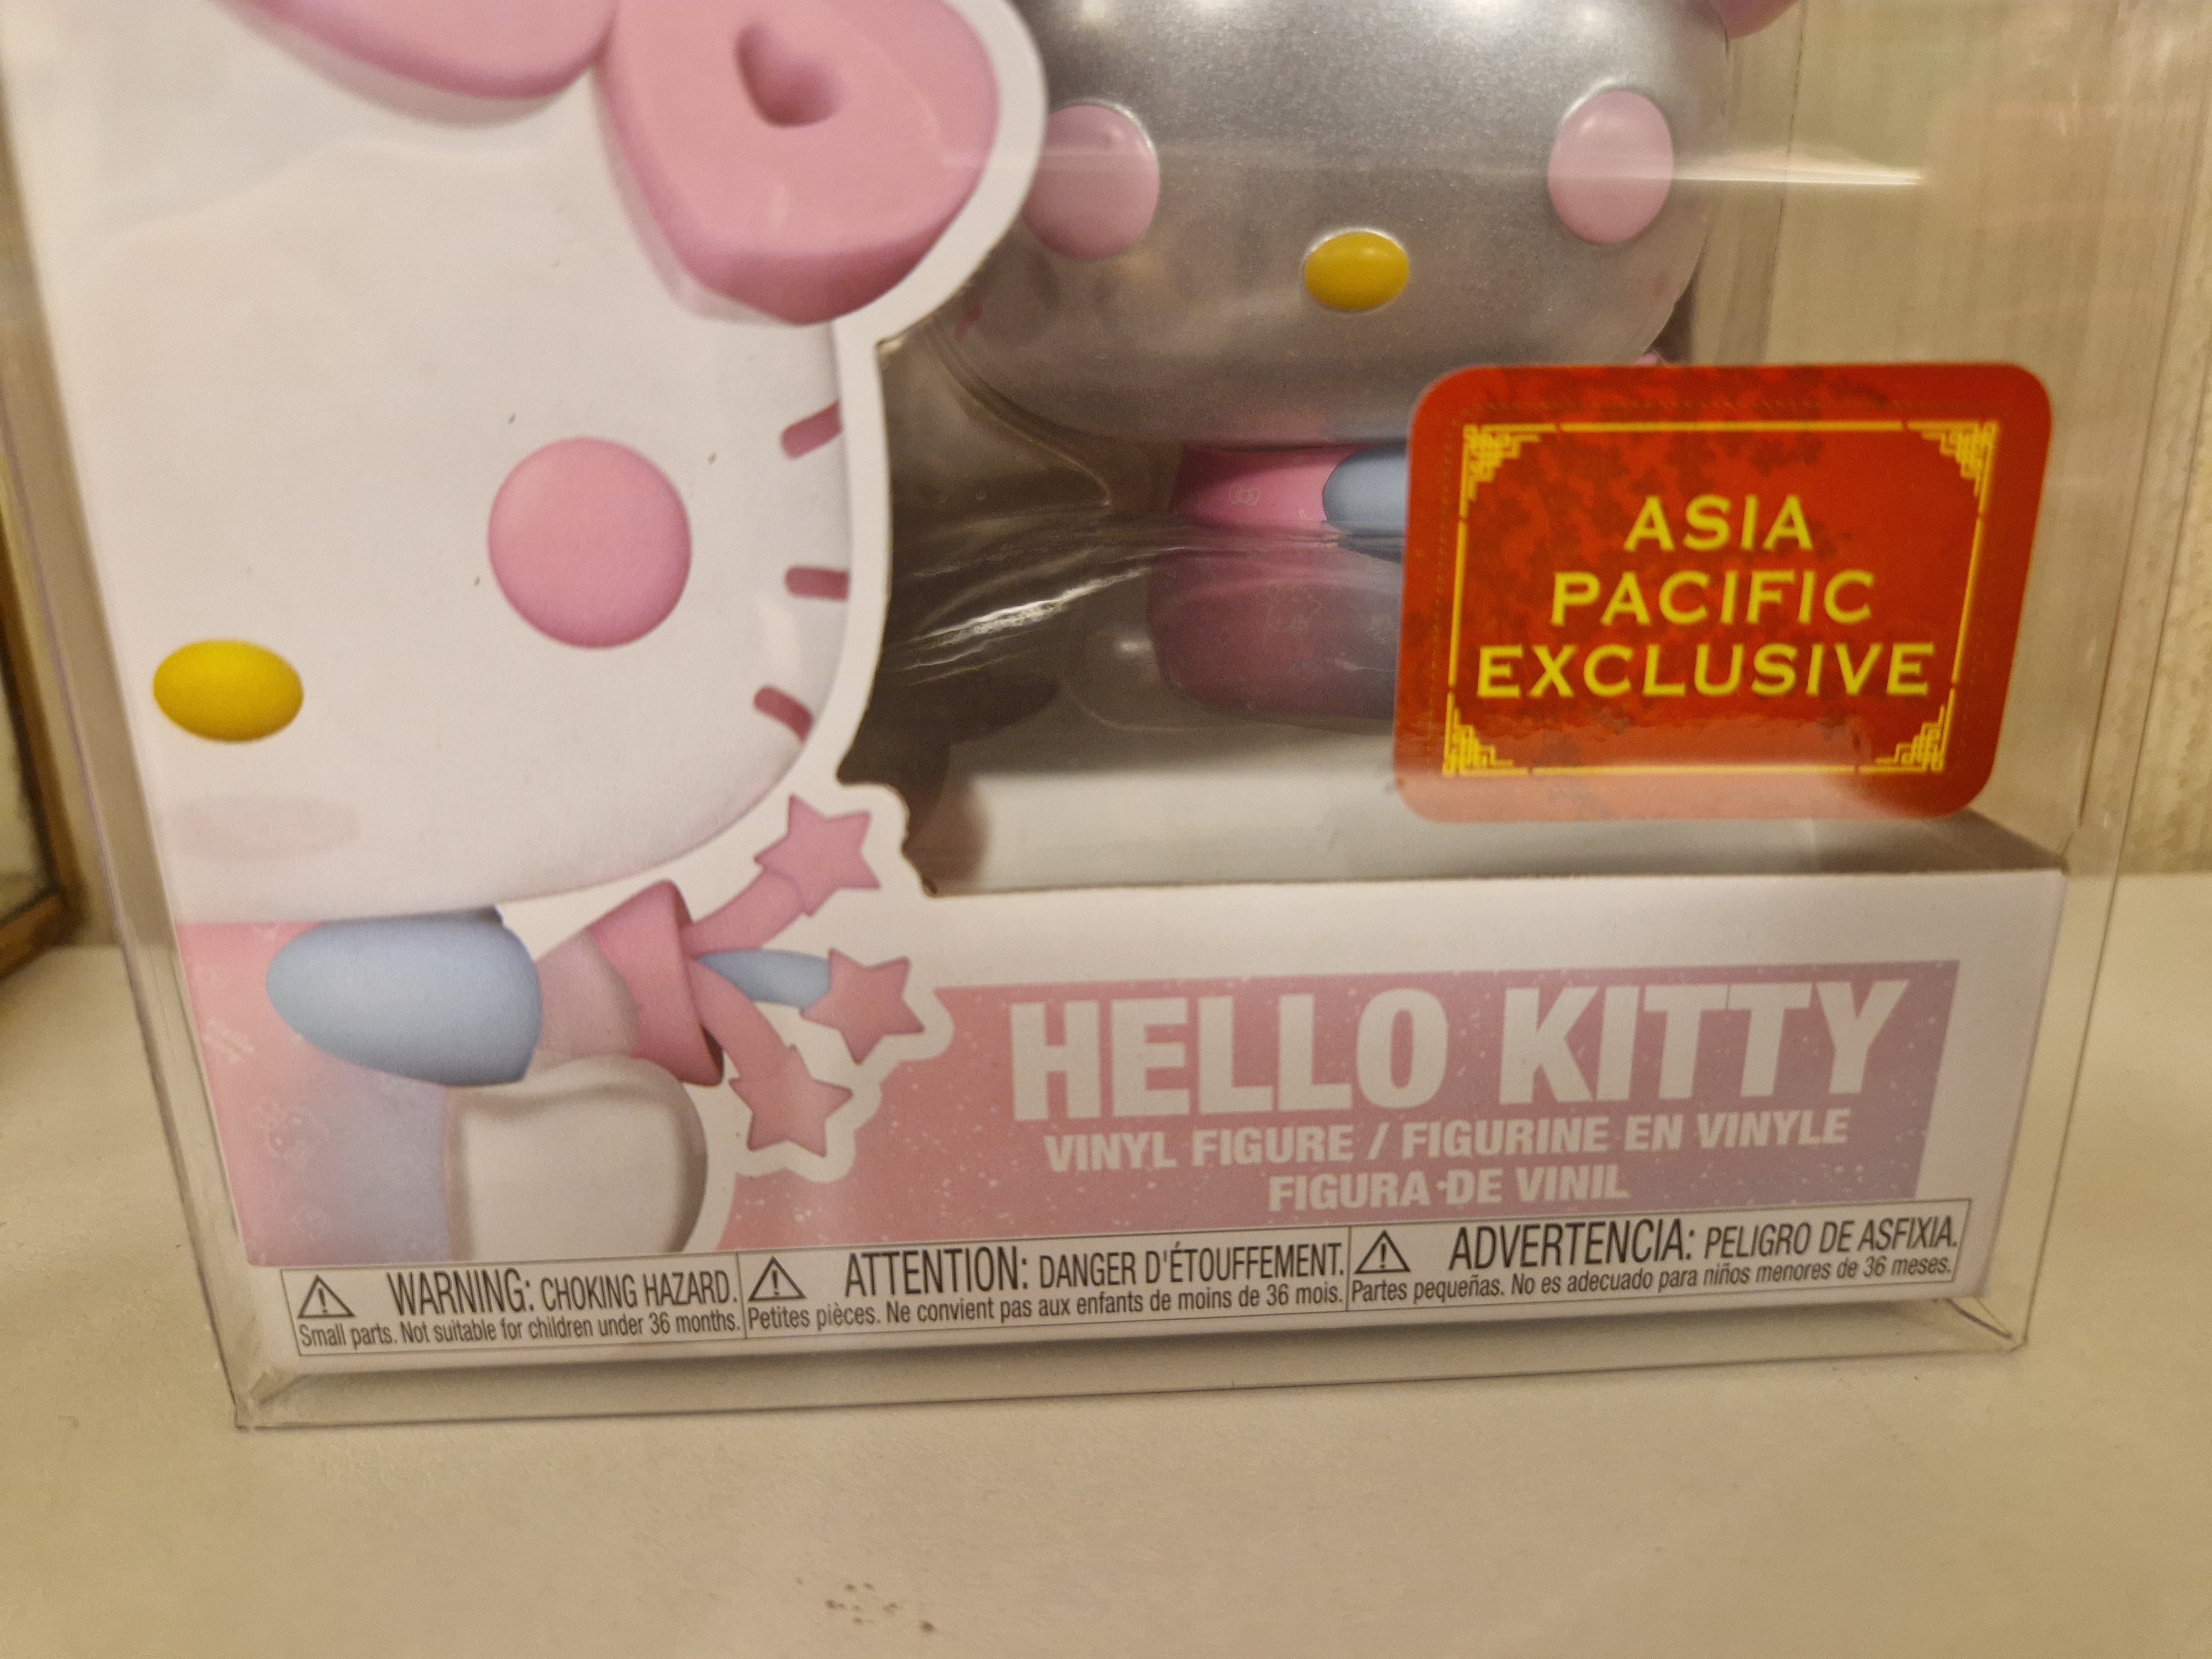 ASIA
PACIFIC
EXCLUSIVE
HELLO KITTY
VINYL FIGURE / FIGURINE EN VINYLE
FIGURA DE VINIL
WARNING: CHOKING HAZARD.
Small parts. Not suitable for children under 36 months.
ATTENTION: DANGER D'ÉTOUFFEMENT.
Petites pièces. Ne convient pas aux enfants de moins de 36 mois.
ADVERTENCIA: PELIGRO DE ASFIXIA.
Partes pequeñas. No es adecuado para niños menores de 36 meses.